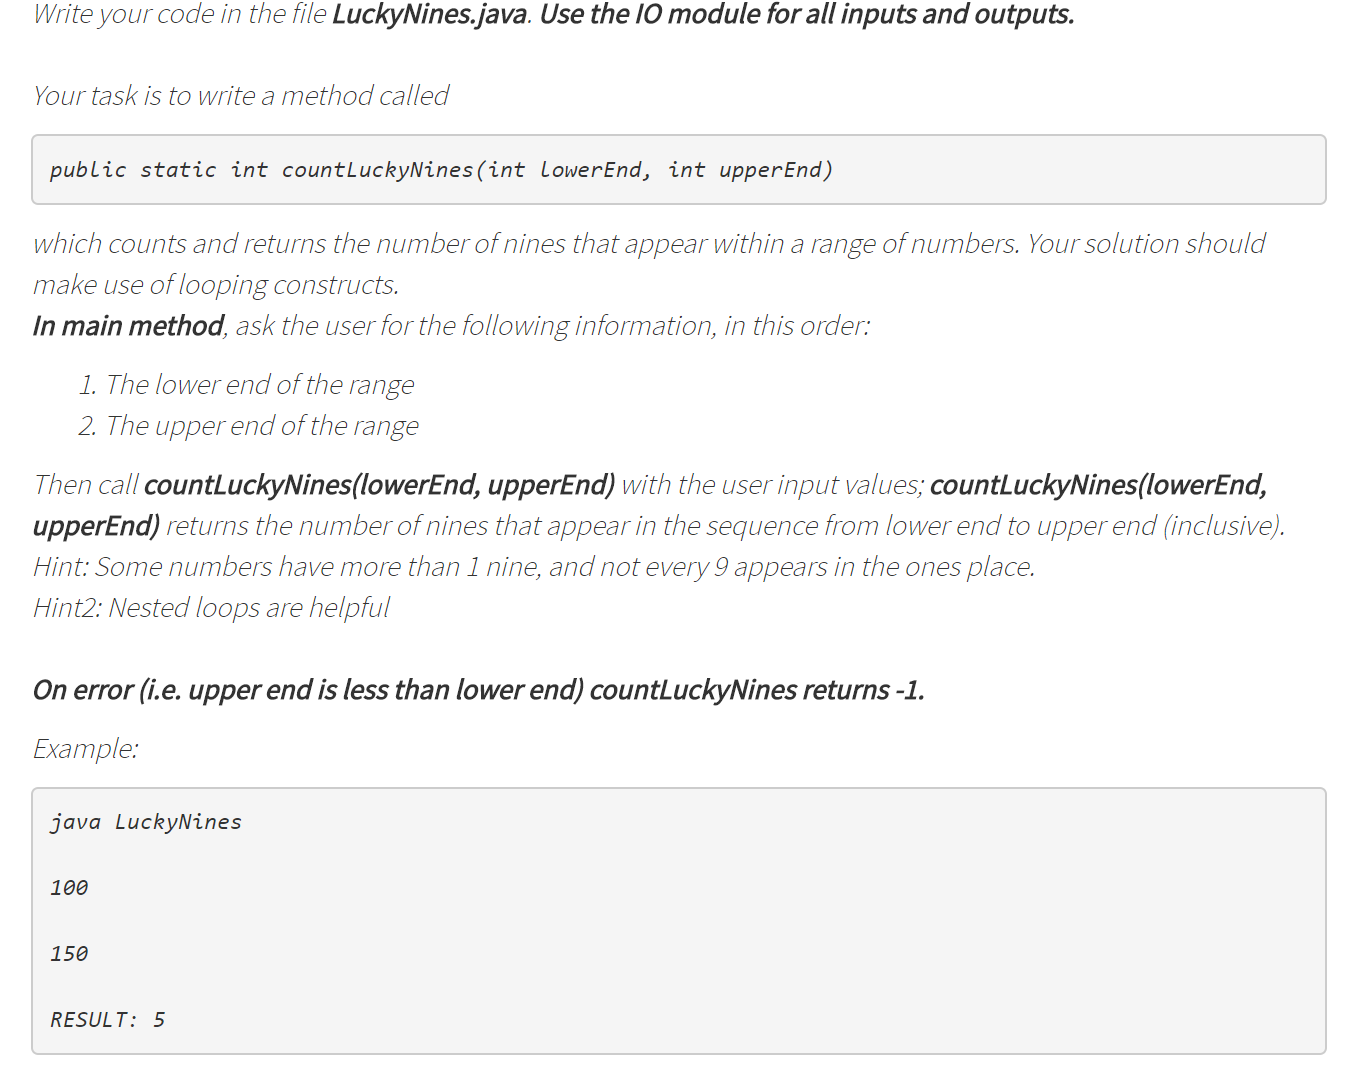 Write your code in the file LuckyNines.java. Use the IO module for all inputs and outputs.
Your task is to write a method called
public static int countLuckyNines(int lowerEnd, int upperEnd)
which counts and returns the number of nines that appear within a range of numbers. Your solution should
make use of looping constructs.
In main method, ask the user for the following information, in this order:
1. The lower end of the range
2. The upper end of the range
Then call countLuckyNines(lowerEnd, upperEnd) with the user input values; countLuckyNines(lowerEnd,
upperEnd) returns the number of nines that appear in the sequence from lower end to upper end (inclusive).
Hint: Some numbers have more than 1 nine, and not every 9 appears in the ones place.
Hint2: Nested loops are helpful
On error (i.e. upper end is less than lower end) countLuckyNines returns -1.
Example:
java LuckyNines
100
150
RESULT: 5